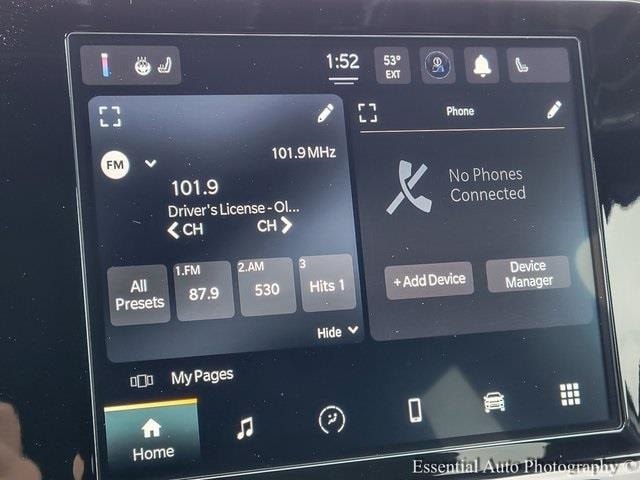 1:52
53°
EXT
FM
101.9 MHz
101.9
Driver's License - Ol...
CH
CH
All
Presets
1.FM
87.9
2.AM
530
3
Hits 1
Hide
Phone
No Phones
Connected
+ Add Device
Device
Manager
My Pages
Home
Essential Auto Photography ©